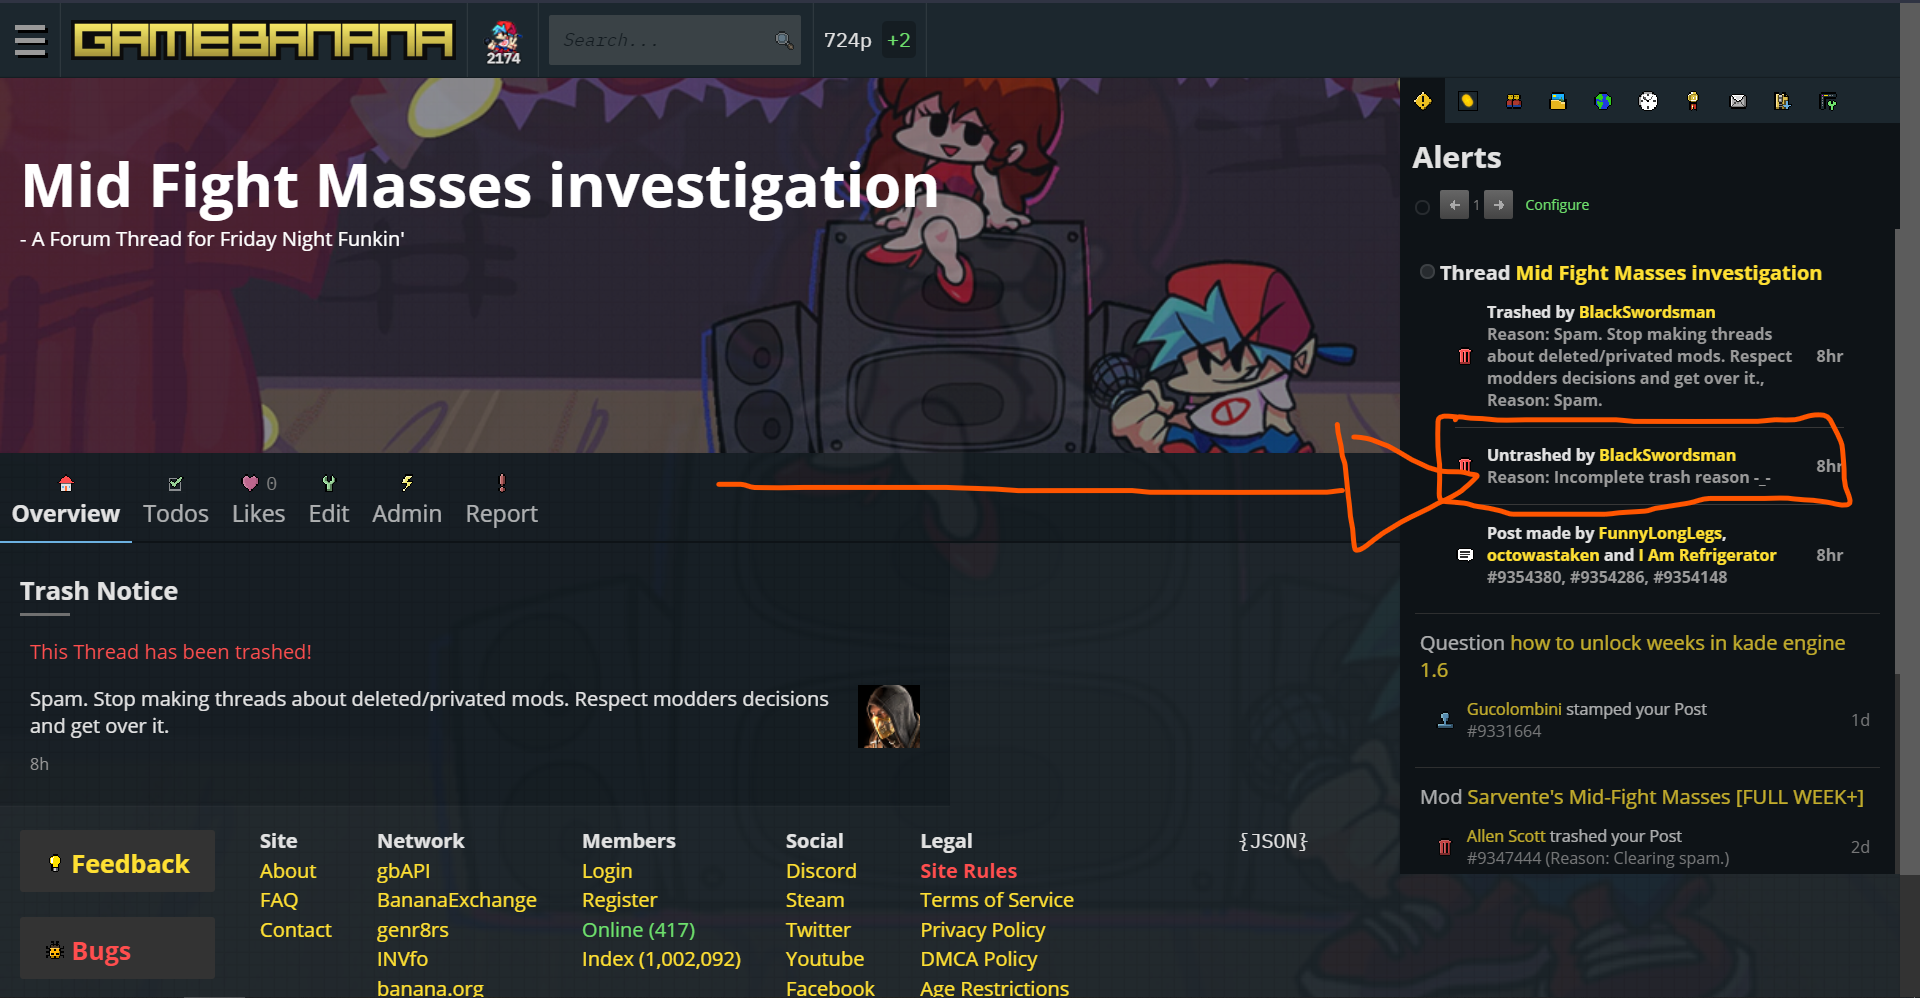 GAMEBANANA
2174
Search...
724p +2
Mid Fight Masses investigation
- A Forum Thread for Friday Night Funkin'
0
Overview Todos Likes Edit Admin Report
Trash Notice
This Thread has been trashed!
Spam. Stop making threads about deleted/privated mods. Respect modders decisions
and get over it.
8h
Alerts
1 Configure
Thread Mid Fight Masses investigation
Trashed by BlackSwordsman
Reason: Spam. Stop making threads
about deleted/privated mods. Respect
modders decisions and get over it.,
Reason: Spam.
8hr
Untrashed by BlackSwordsman
Reason: Incomplete trash reason -_-
8hr
Post made by FunnyLongLegs,
octowastaken and I Am Refrigerator
#9354380, #9354286, #9354148
8hr
Question how to unlock weeks in kade engine
1.6
Gucolombini stamped your Post
#9331664
1d
Mod Sarvente's Mid-Fight Masses [FULL WEEK+]
Allen Scott trashed your Post
#9347444 (Reason: Clearing spam.)
2d
Feedback
Bugs
Site
About
FAQ
Contact
Network
gbAPI
BananaExchange
genr8rs
INVfo
banana.org
Members
Login
Register
Online (417)
Index (1,002,092)
Social
Discord
Steam
Twitter
Youtube
Facebook
Legal
Site Rules
Terms of Service
Privacy Policy
DMCA Policy
Age Restrictions
{JSON}